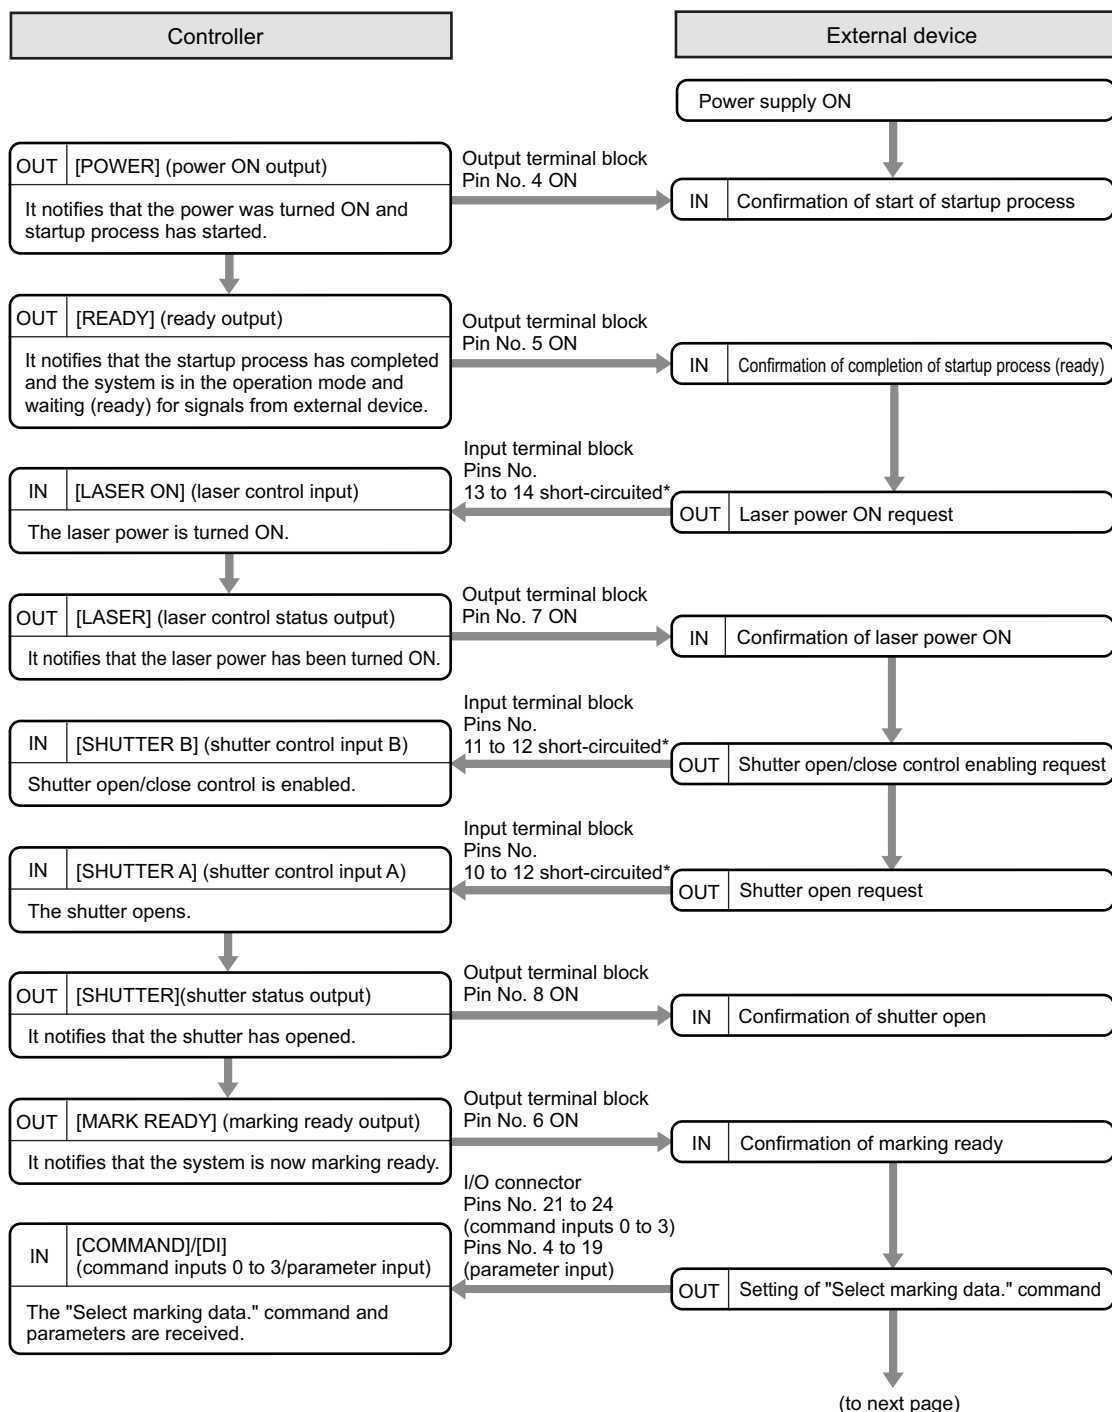 Controller
External device
Power supply ON
OUT
[POWER] (power ON output)
It notifies that the power was turned ON and
startup process has started.
Output terminal block
Pin No. 4 ON
IN
Confirmation of start of startup process
OUT
[READY] (ready output)
It notifies that the startup process has completed
and the system is in the operation mode and
waiting (ready) for signals from external device.
Output terminal block
Pin No. 5 ON
IN
Confirmation of completion of startup process (ready)
IN
[LASER ON] (laser control input)
The laser power is turned ON.
Input terminal block
Pins No.
13 to 14 short-circuited*
OUT
Laser power ON request
OUT
[LASER] (laser control status output)
It notifies that the laser power has been turned ON.
Output terminal block
Pin No. 7 ON
IN
Confirmation of laser power ON
IN
[SHUTTER B] (shutter control input B)
Shutter open/close control is enabled.
Input terminal block
Pins No.
11 to 12 short-circuited*
OUT
Shutter open/close control enabling request
IN
[SHUTTER A] (shutter control input A)
The shutter opens.
Input terminal block
Pins No.
10 to 12 short-circuited*
OUT
Shutter open request
OUT
[SHUTTER](shutter status output)
It notifies that the shutter has opened.
Output terminal block
Pin No. 8 ON
IN
Confirmation of shutter open
OUT
[MARK READY] (marking ready output)
It notifies that the system is now marking ready.
Output terminal block
Pin No. 6 ON
IN
Confirmation of marking ready
IN
[COMMAND]/[DI]
(command inputs 0 to 3/parameter input)
The "Select marking data." command and
parameters are received.
I/O connector
Pins No. 21 to 24
(command inputs 0 to 3)
Pins No. 4 to 19
(parameter input)
OUT
Setting of "Select marking data." command
(to next page)